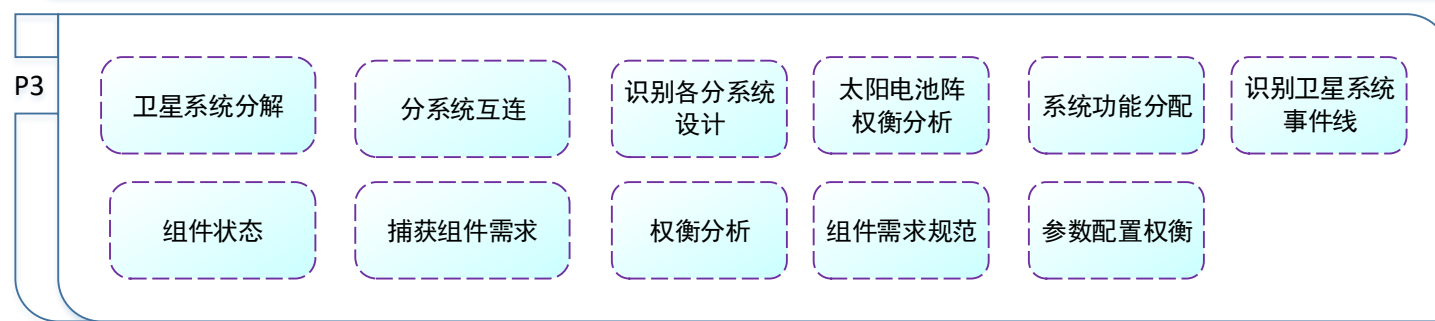 P3
卫星系统分解
分系统互连
识别各分系统
设计
太阳电池阵
权衡分析
系统功能分配
识别卫星系统
事件线
组件状态
捕获组件需求
权衡分析
组件需求规范
参数配置权衡